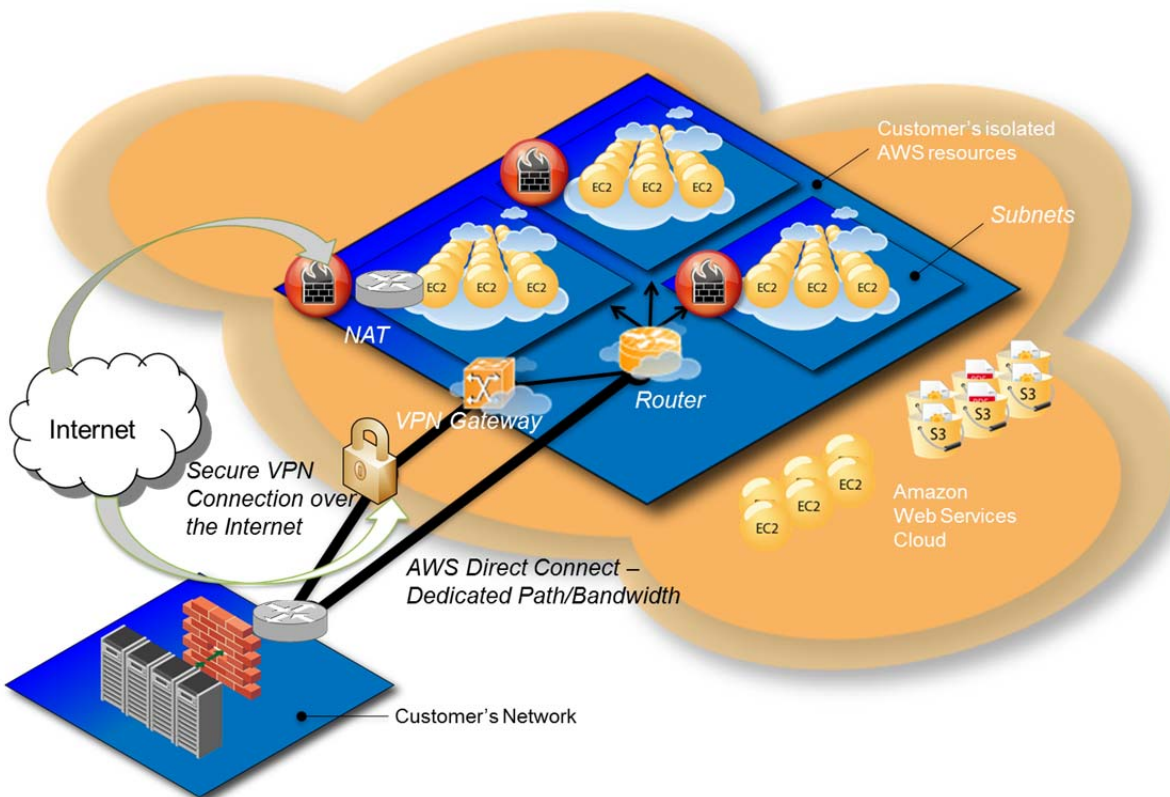 Customer's isolated
AWS resources
EC2
EC2
EC2
Subnets
EC2
EC2
EC2
EC2
EC2
EC2
NAT
Router
VPN Gateway
Internet
Secure VPN
Connection over
the Internet
S3
S3
S3
EC2
EC2
EC2
Amazon
Web Services
Cloud
AWS Direct Connect –
Dedicated Path/Bandwidth
Customer's Network